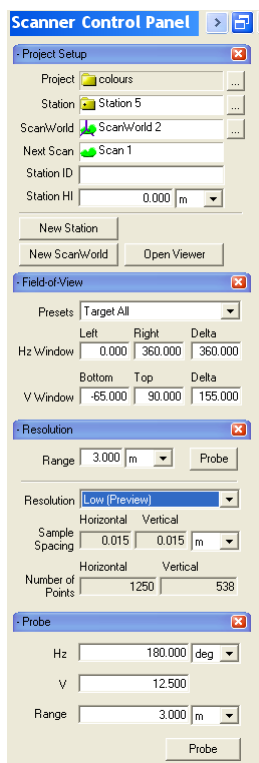 Scanner Control Panel
- Project Setup
Project colours ...
Station Station 5 ...
ScanWorld ScanWorld 2 ...
Next Scan Scan 1
Station ID
Station HI 0.000 m
New Station
New ScanWorld Open Viewer
- Field-of-View
Presets Target All
Left Right Delta
Hz Window 0.000 360.000 360.000
Bottom Top Delta
V Window -65.000 90.000 155.000
- Resolution
Range 3.000 m Probe
Resolution Low (Preview)
Horizontal Vertical
Sample Spacing 0.015 0.015 m
Horizontal Vertical
Number of Points 1250 538
- Probe
Hz 180.000 deg
V 12.500
Range 3.000 m
Probe